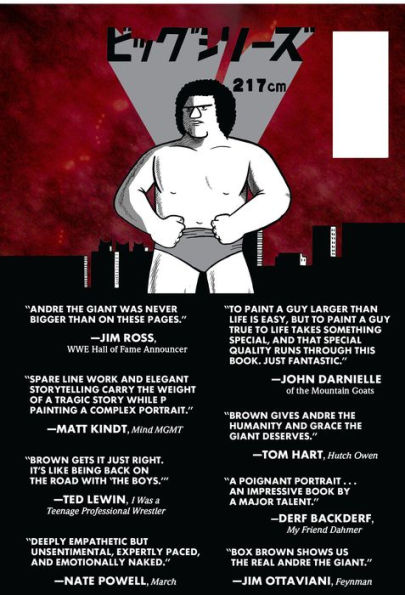 ビッグシリーズ
217cm
“ANDRE THE GIANT WAS NEVER
BIGGER THAN ON THESE PAGES.”
—JIM ROSS,
WWE Hall of Fame Announcer
“SPARE LINE WORK AND ELEGANT
STORYTELLING CARRY THE WEIGHT
OF A TRAGIC STORY WHILE P
PAINTING A COMPLEX PORTRAIT.”
—MATT KINDT, Mind MGMT
“BROWN GETS IT JUST RIGHT.
IT’S LIKE BEING BACK ON
THE ROAD WITH ‘THE BOYS.’”
—TED LEWIN, I Was a
Teenage Professional Wrestler
“DEEPLY EMPATHETIC BUT
UNSENTIMENTAL, EXPERTLY PACED,
AND EMOTIONALLY NAKED.”
—NATE POWELL, March
“TO PAINT A GUY LARGER THAN
LIFE IS EASY, BUT TO PAINT A GUY
TRUE TO LIFE TAKES SOMETHING
SPECIAL, AND THAT SPECIAL
QUALITY RUNS THROUGH THIS
BOOK. JUST FANTASTIC.”
—JOHN DARNIELLE
of the Mountain Goats
“BROWN GIVES ANDRE THE
HUMANITY AND GRACE THE
GIANT DESERVES.”
—TOM HART, Hutch Owen
“A POIGNANT PORTRAIT . . .
AN IMPRESSIVE BOOK BY
A MAJOR TALENT.”
—DERF BACKDERF,
My Friend Dahmer
“BOX BROWN SHOWS US
THE REAL ANDRE THE GIANT.”
—JIM OTTAVIANI, Feynman